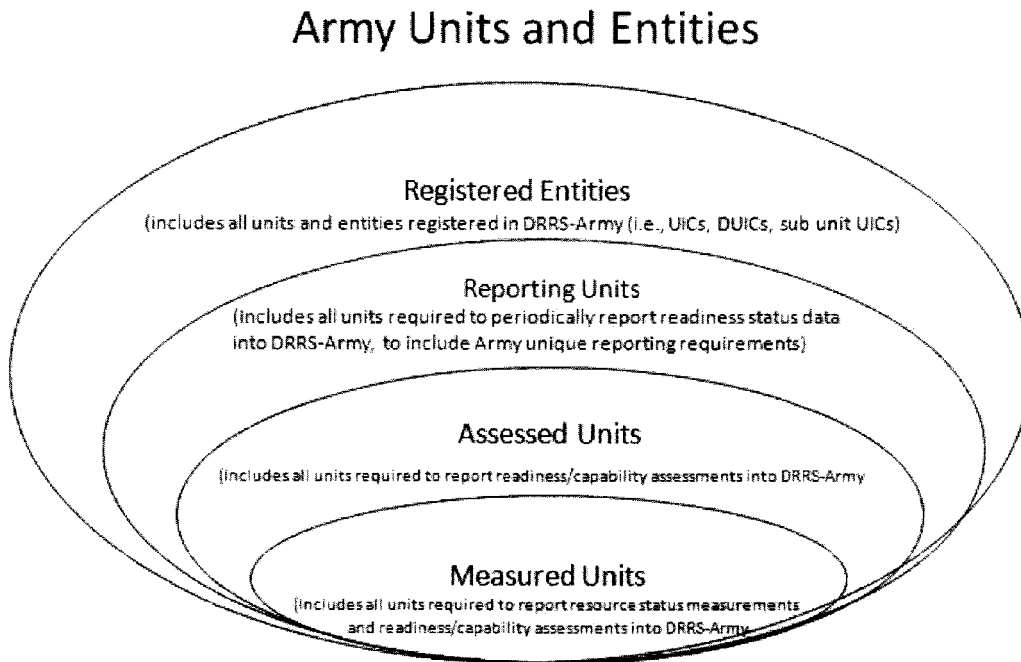 Army Units and Entities
Registered Entities
(includes all units and entities registered in DRRS-Army (i.e., UICs, DUICs, sub unit UICs)
Reporting Units
(Includes all units required to periodically report readiness status data
into DRRS-Army, to include Army unique reporting requirements)
Assessed Units
(Includes all units required to report readiness/capability assessments into DRRS-Army
Measured Units
(Includes all units required to report resource status measurements
and readiness/capability assessments into DRRS-Army